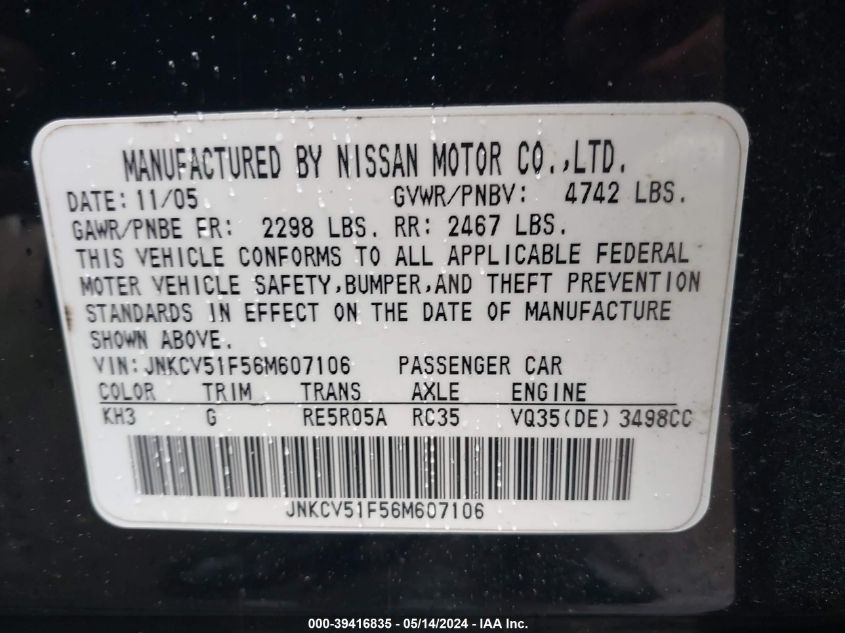 MANUFACTURED BY NISSAN MOTOR CO.,LTD.
DATE: 11/05 GVWR/PNBV: 4742 LBS.
GAWR/PNBE FR: 2298 LBS. RR: 2467 LBS.
THIS VEHICLE CONFORMS TO ALL APPLICABLE FEDERAL
MOTER VEHICLE SAFETY,BUMPER,AND THEFT PREVENTION
STANDARDS IN EFFECT ON THE DATE OF MANUFACTURE
SHOWN ABOVE.
VIN:JNKCV51F56M607106 PASSENGER CAR
COLOR TRIM TRANS AXLE ENGINE
KH3 G RE5R05A RC35 VQ35(DE) 3498CC
JNKCV51F56M607106
000-39416835 - 05/14/2024 - IAA Inc.